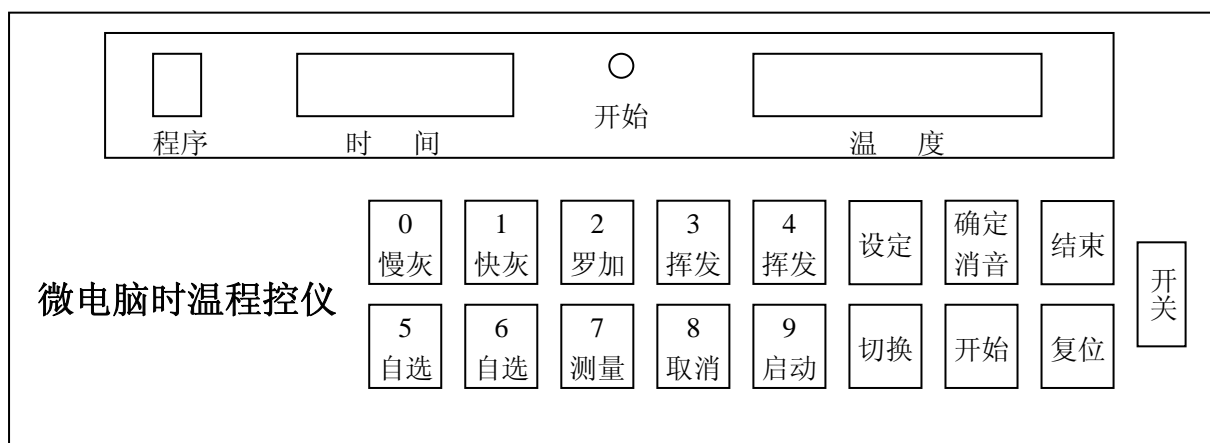 开始
程序 时 间 温 度
0 1 2 3 4 设定 确定 结束
慢灰 快灰 罗加 挥发 挥发 消音
微电脑时温程控仪
5 6 7 8 9 切换 开始 复位
自选 自选 测量 取消 启动
开
关